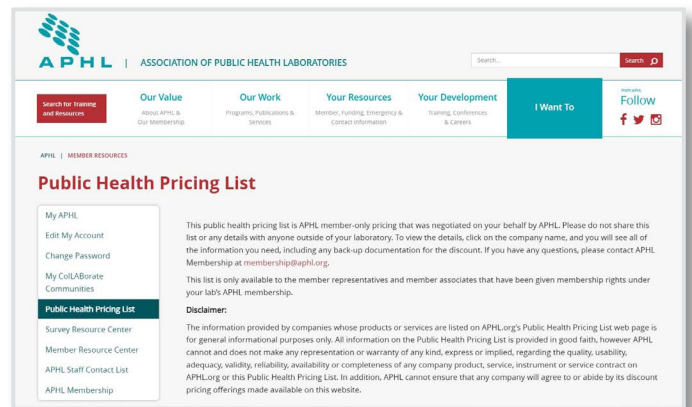 APHL | ASSOCIATION OF PUBLIC HEALTH LABORATORIES
Search...
Search
Search for Training
and Resources
Our Value
About APHL &
Our Membership
Our Work
Programs, Publications &
Services
Your Resources
Member, Funding, Emergency &
Contact Information
Your Development
Training, Conferences
& Careers
I Want To
Follow
APHL | MEMBER RESOURCES
Public Health Pricing List
My APHL
Edit My Account
Change Password
My ColLABorate
Communities
Public Health Pricing List
Survey Resource Center
Member Resource Center
APHL Staff Contact List
APHL Membership
This public health pricing list is APHL member-only pricing that was negotiated on your behalf by APHL. Please do not share this
list or any details with anyone outside of your laboratory. To view the details, click on the company name, and you will see all of
the information you need, including any back-up documentation for the discount. If you have any questions, please contact APHL
Membership at membership@aphl.org.
This list is only available to the member representatives and member associates that have been given membership rights under
your lab's APHL membership.
Disclaimer:
The information provided by companies whose products or services are listed on APHL.org's Public Health Pricing List web page is
for general informational purposes only. All information on the Public Health Pricing List is provided in good faith, however APHL
cannot and does not make any representation or warranty of any kind, express or implied, regarding the quality, usability,
adequacy, validity, reliability, availability or completeness of any company product, service, instrument or service contract on
APHL.org or this Public Health Pricing List. In addition, APHL cannot ensure that any company will agree to or abide by its discount
pricing offerings made available on this website.